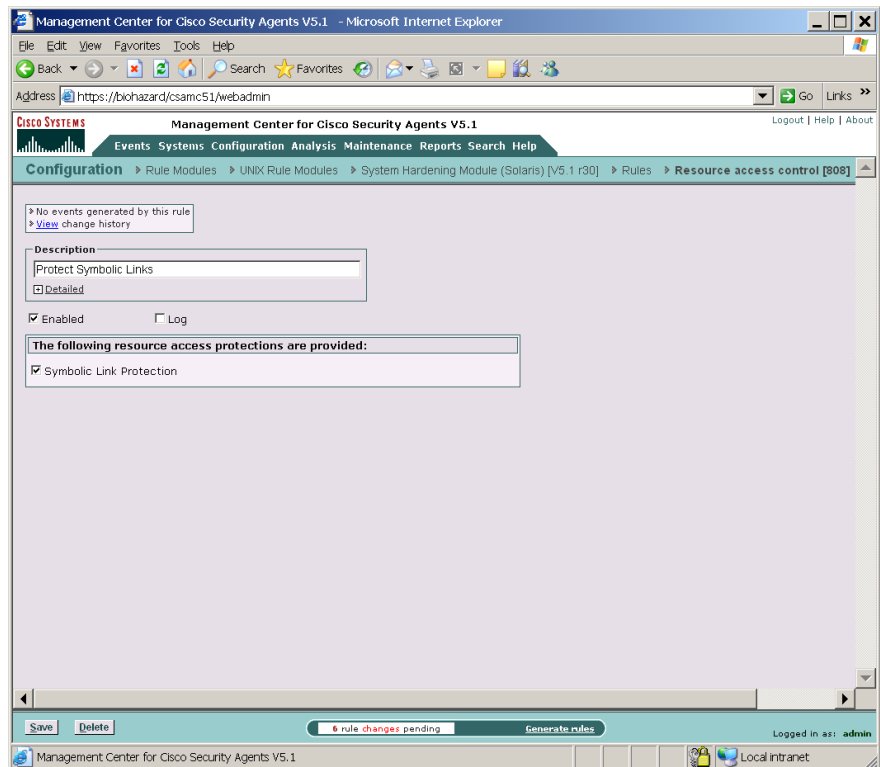 Management Center for Cisco Security Agents V5.1 - Microsoft Internet Explorer
File Edit View Favorites Tools Help
Back Search Favorites
Address https://biohazard/csamc51/webadmin Go Links »
CISCO SYSTEMS Management Center for Cisco Security Agents V5.1 Logout | Help | About
Events Systems Configuration Analysis Maintenance Reports Search Help
Configuration Rule Modules UNIX Rule Modules System Hardening Module (Solaris) [V5.1 r30] Rules Resource access control [808]
No events generated by this rule
View change history
Description
Protect Symbolic Links
Detailed
Enabled Log
The following resource access protections are provided:
Symbolic Link Protection
Save Delete 6 rule changes pending Generate rules Logged in as: admin
Management Center for Cisco Security Agents V5.1 Local intranet